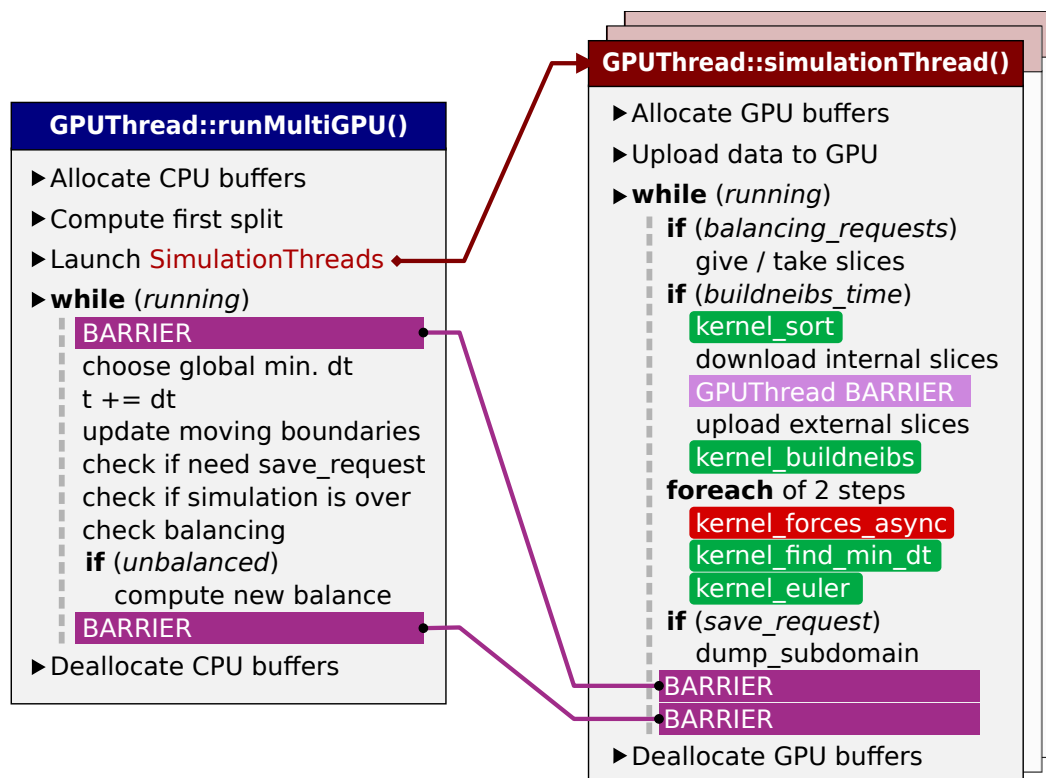 GPUThread::runMultiGPU()
▶Allocate CPU buffers
▶Compute first split
▶Launch SimulationThreads
▶while (running)
BARRIER
choose global min. dt
t += dt
update moving boundaries
check if need save_request
check if simulation is over
check balancing
if (unbalanced)
compute new balance
BARRIER
▶Deallocate CPU buffers
GPUThread::simulationThread()
▶Allocate GPU buffers
▶Upload data to GPU
▶while (running)
if (balancing_requests)
give / take slices
if (buildneibs_time)
kernel_sort
download internal slices
GPUThread BARRIER
upload external slices
kernel_buildneibs
foreach of 2 steps
kernel_forces_async
kernel_find_min_dt
kernel_euler
if (save_request)
dump_subdomain
BARRIER
BARRIER
▶Deallocate GPU buffers